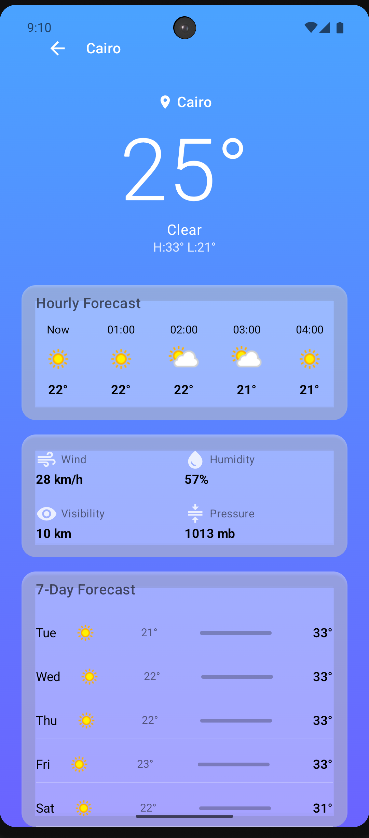 9:10
Cairo
Cairo
25°
Clear
H:33° L:21°
Hourly Forecast
Now 01:00 02:00 03:00 04:00
22° 22° 22° 21° 21°
Wind Humidity
28 km/h 57%
Visibility Pressure
10 km 1013 mb
7-Day Forecast
Tue 21° 33°
Wed 22° 33°
Thu 22° 33°
Fri 23° 33°
Sat 22° 31°